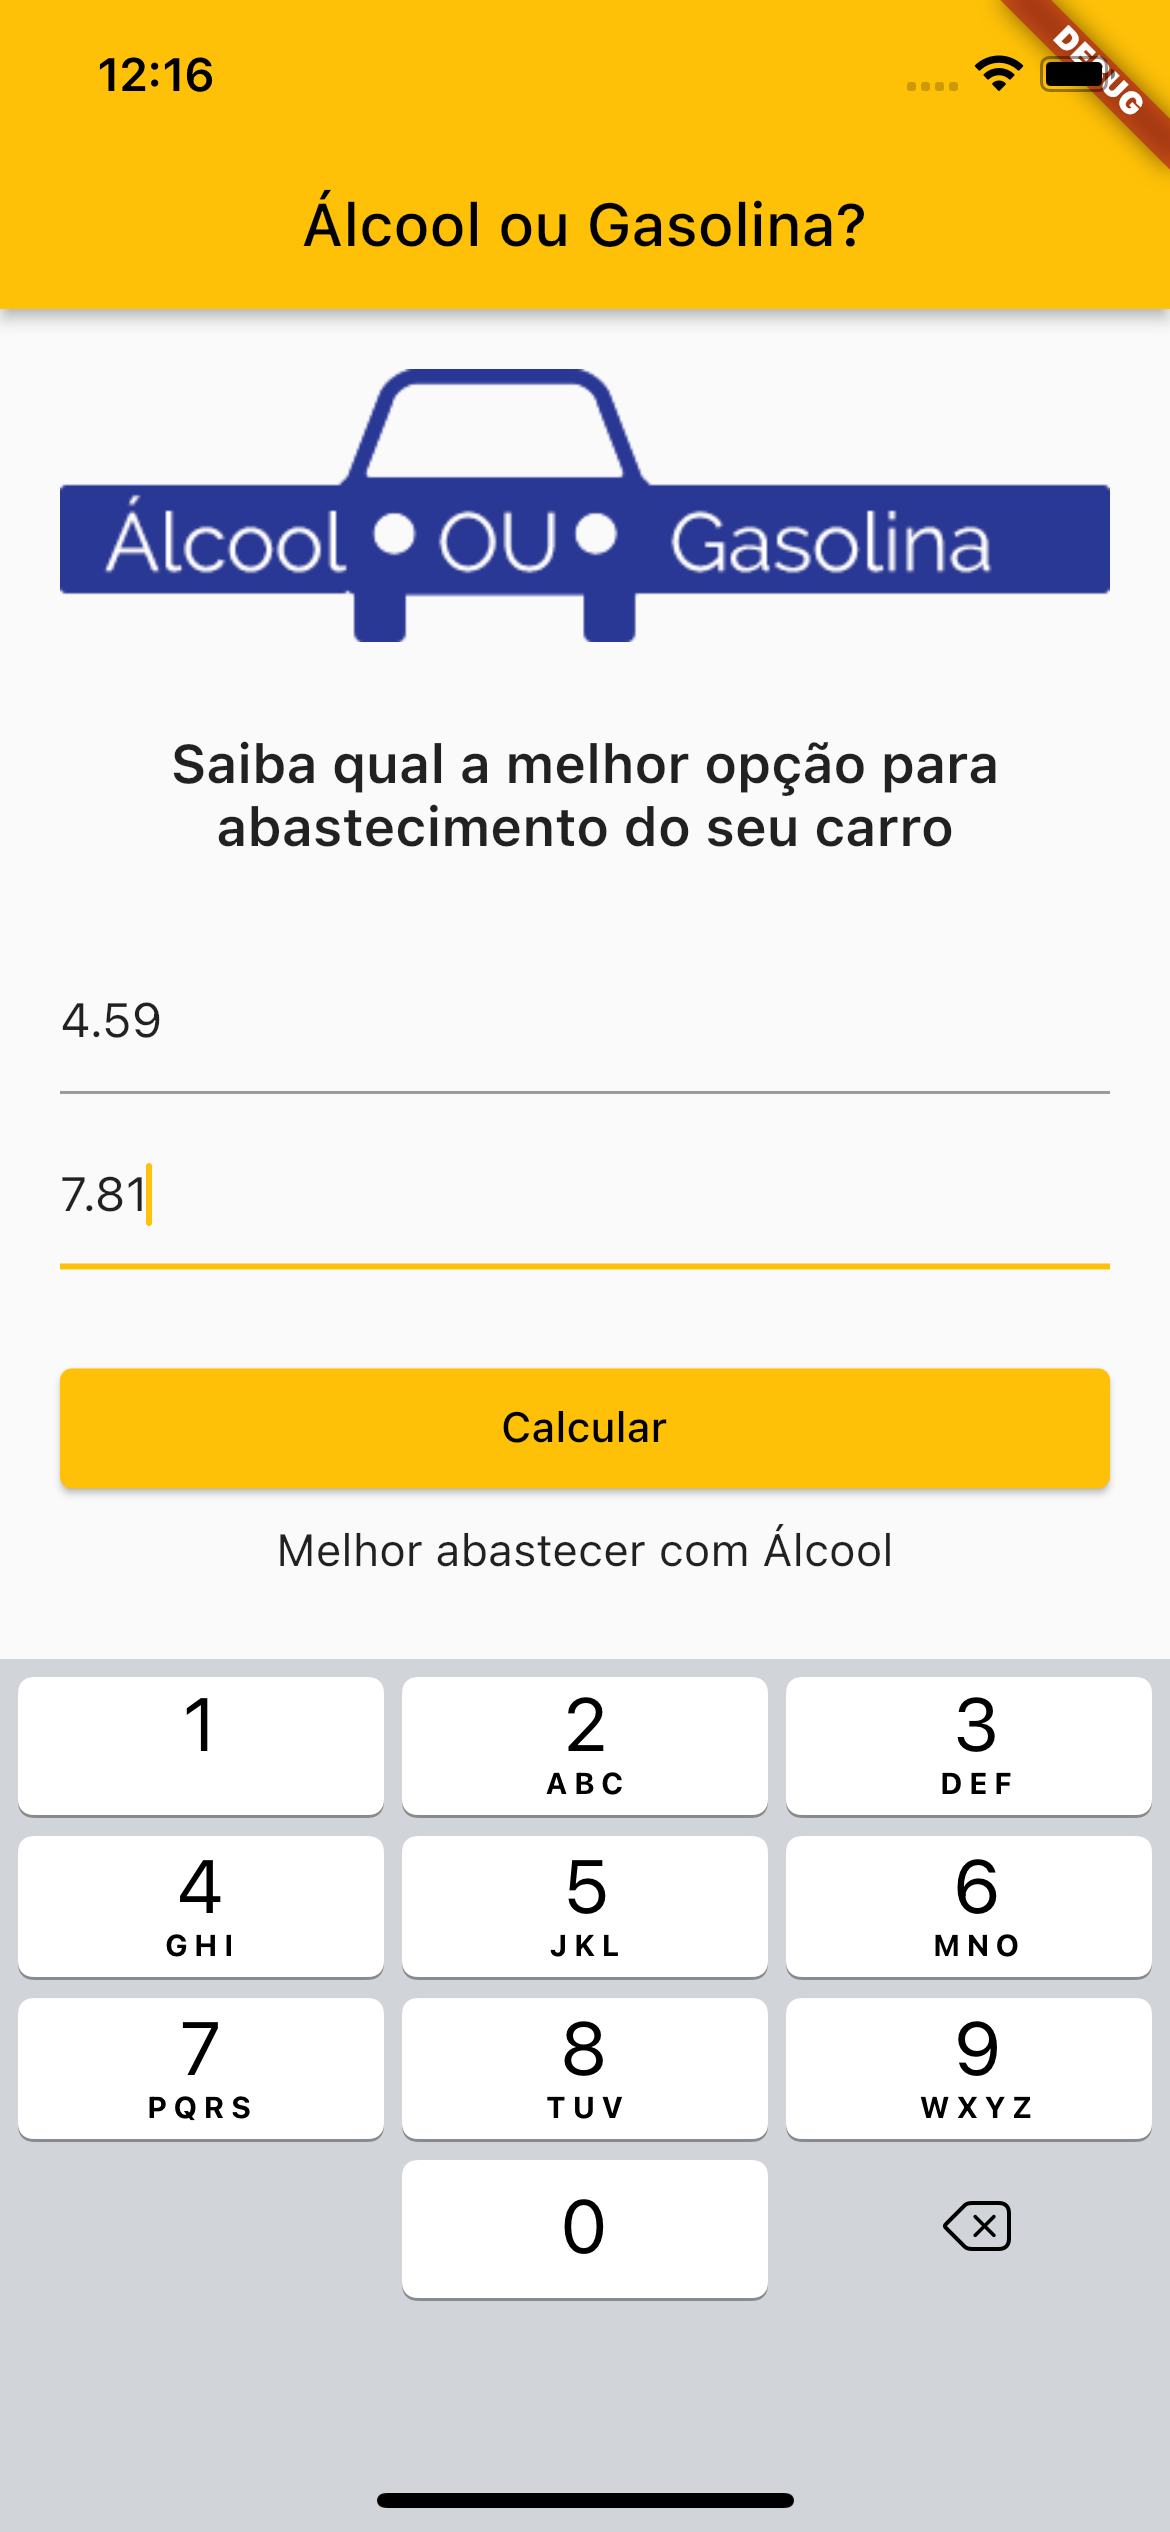 12:16
DEBUG
Álcool ou Gasolina?
Álcool OU Gasolina
Saiba qual a melhor opção para
abastecimento do seu carro
4.59
7.81
Calcular
Melhor abastecer com Álcool
1 2 3
ABC DEF
4 5 6
GHI JKL MNO
7 8 9
PQRS TUV WXYZ
0